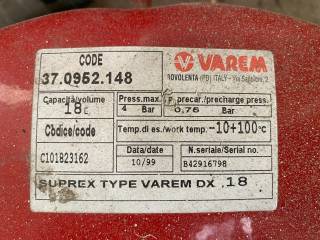 CODE
37.0952.148
VAREM
ROVOLENTA (PD) ITALY - Via Sabbioni, 2
Capacità/volume
18 L
Press.max
4 Bar
P precar./precharge press.
0,75 Bar
Codice/code
C101B23162
Temp.di es./work temp. -10+100°C
Data/date
10/99
N.seriale/Serial no.
B42916798
SUPREX TYPE VAREM DX .18